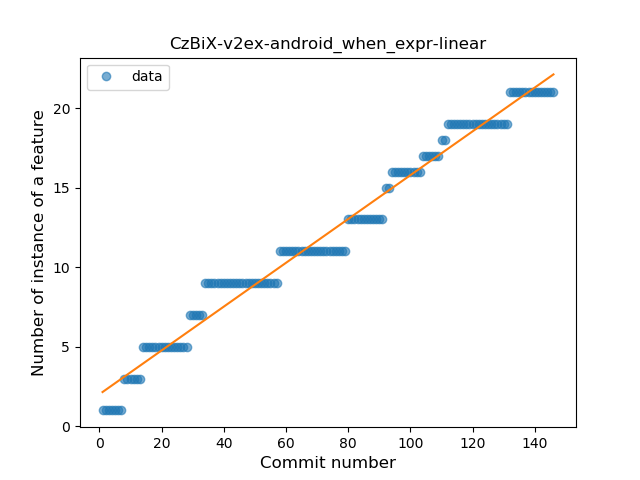 CzBiX-v2ex-android_when_expr-linear
data
Number of instance of a feature
20
15
10
5
0
0 20 40 60 80 100 120 140
Commit number